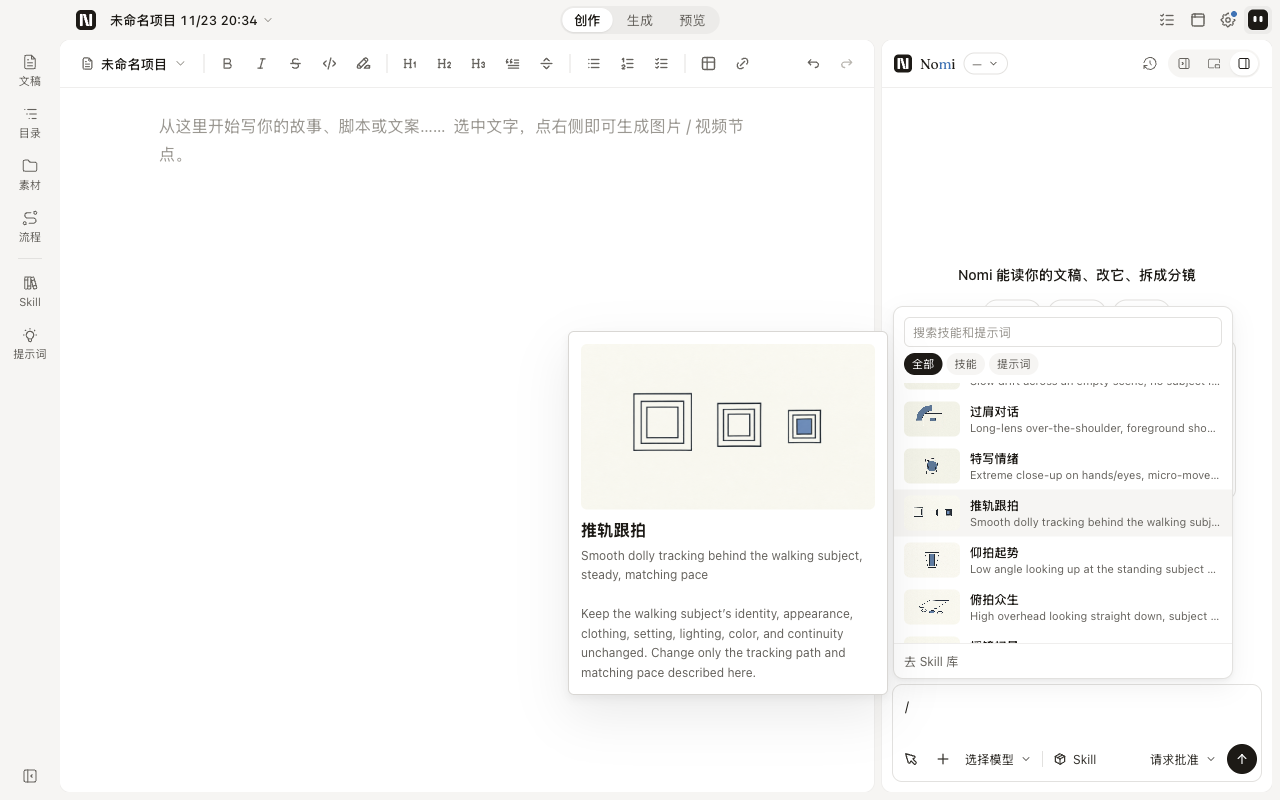 未命名项目 11/23 20:34
创作 生成 预览
文稿
目录
素材
流程
Skill
提示词
未命名项目
B I S H1 H2 H3
从这里开始写你的故事、脚本或文案…… 选中文字，点右侧即可生成图片 / 视频节
点。
推轨跟拍
Smooth dolly tracking behind the walking subject,
steady, matching pace
Keep the walking subject's identity, appearance,
clothing, setting, lighting, color, and continuity
unchanged. Change only the tracking path and
matching pace described here.
Nomi —
Nomi 能读你的文稿、改它、拆成分镜
搜索技能和提示词
全部 技能 提示词
过肩对话
Long-lens over-the-shoulder, foreground sho...
特写情绪
Extreme close-up on hands/eyes, micro-move...
推轨跟拍
Smooth dolly tracking behind the walking subj...
仰拍起势
Low angle looking up at the standing subject ...
俯拍众生
High overhead looking straight down, subject ...
去 Skill 库
/
选择模型 Skill 请求批准